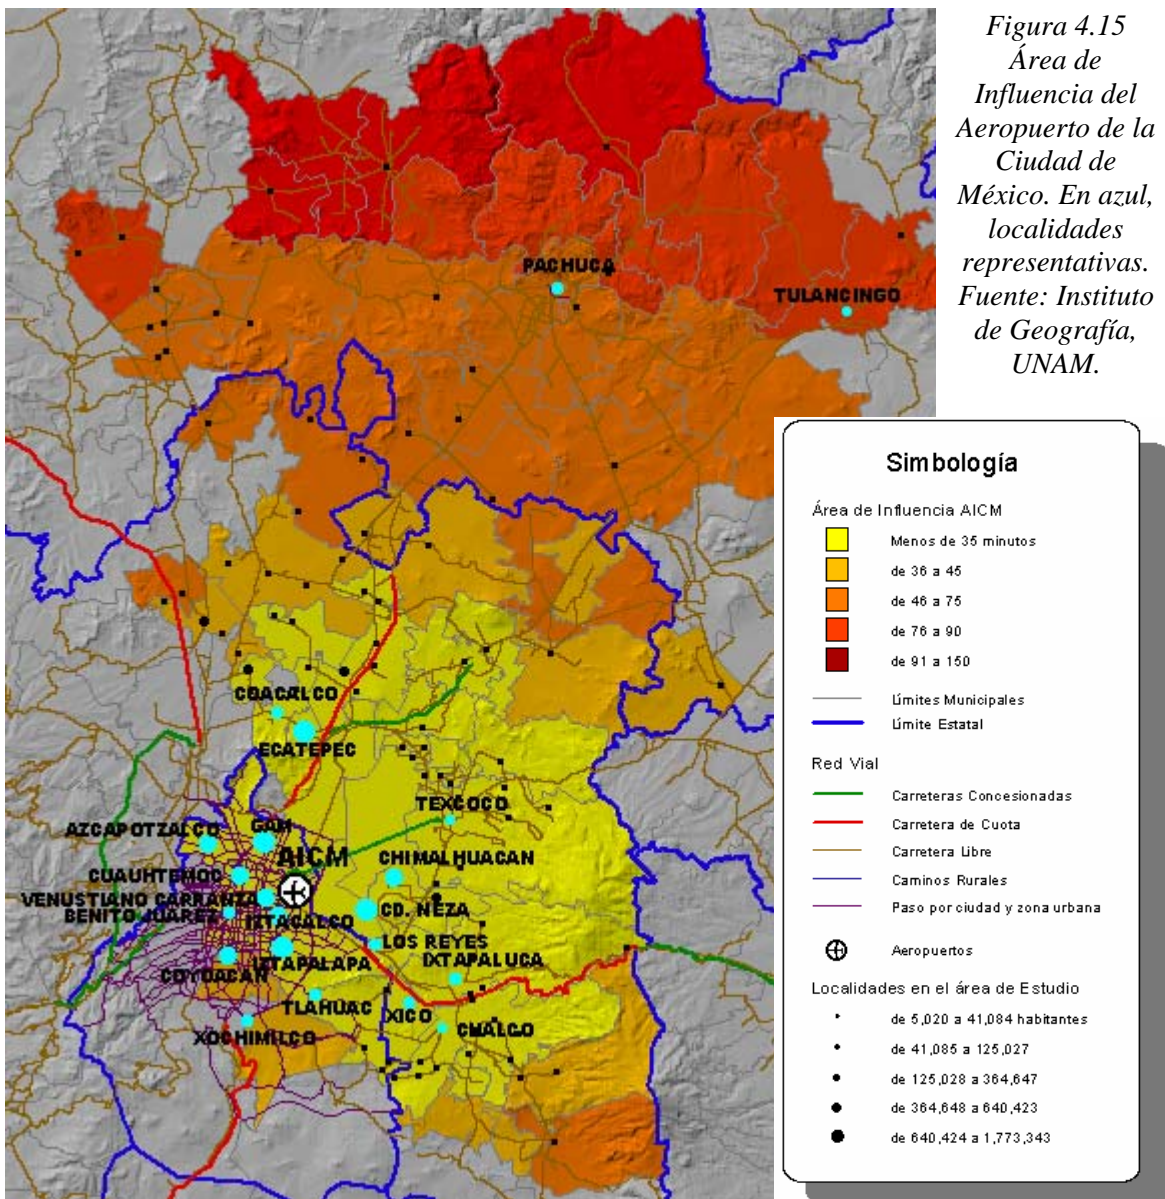 Figura 4.15
Área de
Influencia del
Aeropuerto de la
Ciudad de
México. En azul,
localidades
representativas.
Fuente: Instituto
de Geografía,
UNAM.
PACHUCA
TULANCINGO
COACALCO
ECATEPEC
TEXCOCO
AZCAPOTZALCO
GAM
AICM
CHIMALHUACAN
CUAUHTEMOC
VENUSTIANO CARRANZA
BENITO JUAREZ
IXTACALCO
CD. NEZA
LOS REYES
IXTAPALUCA
IZTAPALAPA
COYOACAN
TLAHUAC
XICO
CHALCO
XOCHIMILCO
Simbología
Área de Influencia AICM
Menos de 35 minutos
de 36 a 45
de 46 a 75
de 76 a 90
de 91 a 150
Límites Municipales
Límite Estatal
Red Vial
Carreteras Concesionadas
Carretera de Cuota
Carretera Libre
Caminos Rurales
Paso por ciudad y zona urbana
Aeropuertos
Localidades en el área de Estudio
de 5,020 a 41,084 habitantes
de 41,085 a 125,027
de 125,028 a 364,647
de 364,648 a 640,423
de 640,424 a 1,773,343